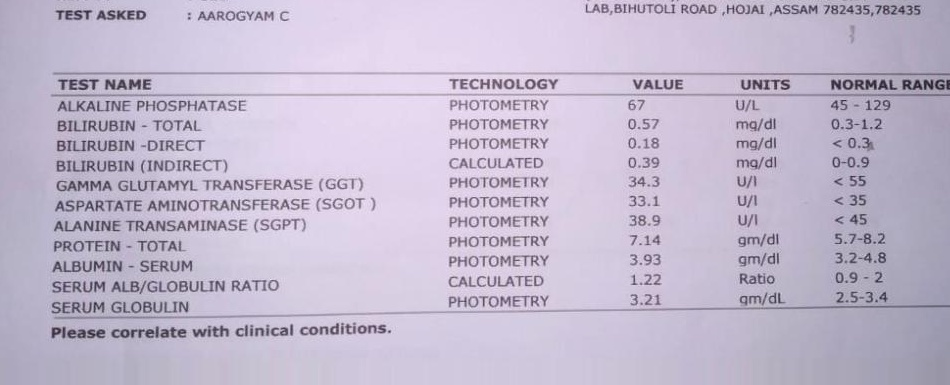 TEST ASKED : AAROGYAM C
LAB,BIHUTOLI ROAD ,HOJAI ,ASSAM 782435,782435
TEST NAME TECHNOLOGY VALUE UNITS NORMAL RANGE
ALKALINE PHOSPHATASE PHOTOMETRY 67 U/L 45 - 129
BILIRUBIN - TOTAL PHOTOMETRY 0.57 mg/dl 0.3-1.2
BILIRUBIN -DIRECT PHOTOMETRY 0.18 mg/dl < 0.3
BILIRUBIN (INDIRECT) CALCULATED 0.39 mg/dl 0-0.9
GAMMA GLUTAMYL TRANSFERASE (GGT) PHOTOMETRY 34.3 U/l < 55
ASPARTATE AMINOTRANSFERASE (SGOT ) PHOTOMETRY 33.1 U/l < 35
ALANINE TRANSAMINASE (SGPT) PHOTOMETRY 38.9 U/l < 45
PROTEIN - TOTAL PHOTOMETRY 7.14 gm/dl 5.7-8.2
ALBUMIN - SERUM PHOTOMETRY 3.93 gm/dl 3.2-4.8
SERUM ALB/GLOBULIN RATIO CALCULATED 1.22 Ratio 0.9 - 2
SERUM GLOBULIN PHOTOMETRY 3.21 gm/dL 2.5-3.4
Please correlate with clinical conditions.